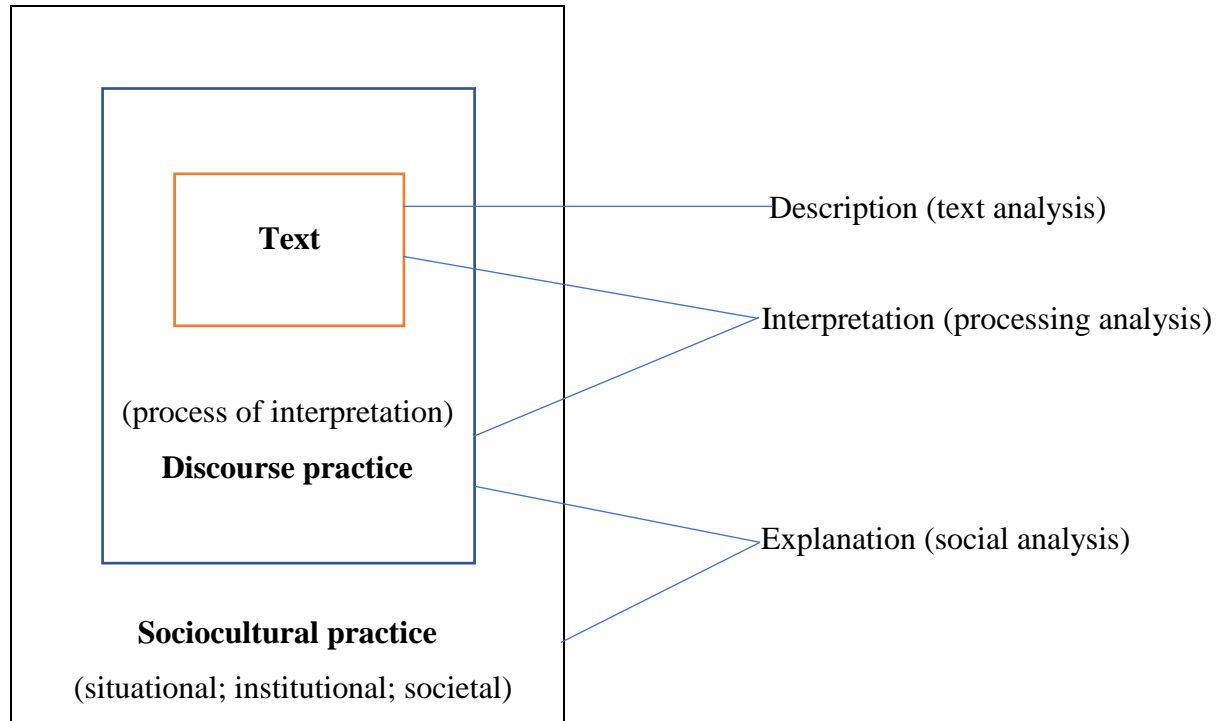 Text
Description (text analysis)
Interpretation (processing analysis)
(process of interpretation)
Discourse practice
Explanation (social analysis)
Sociocultural practice
(situational; institutional; societal)